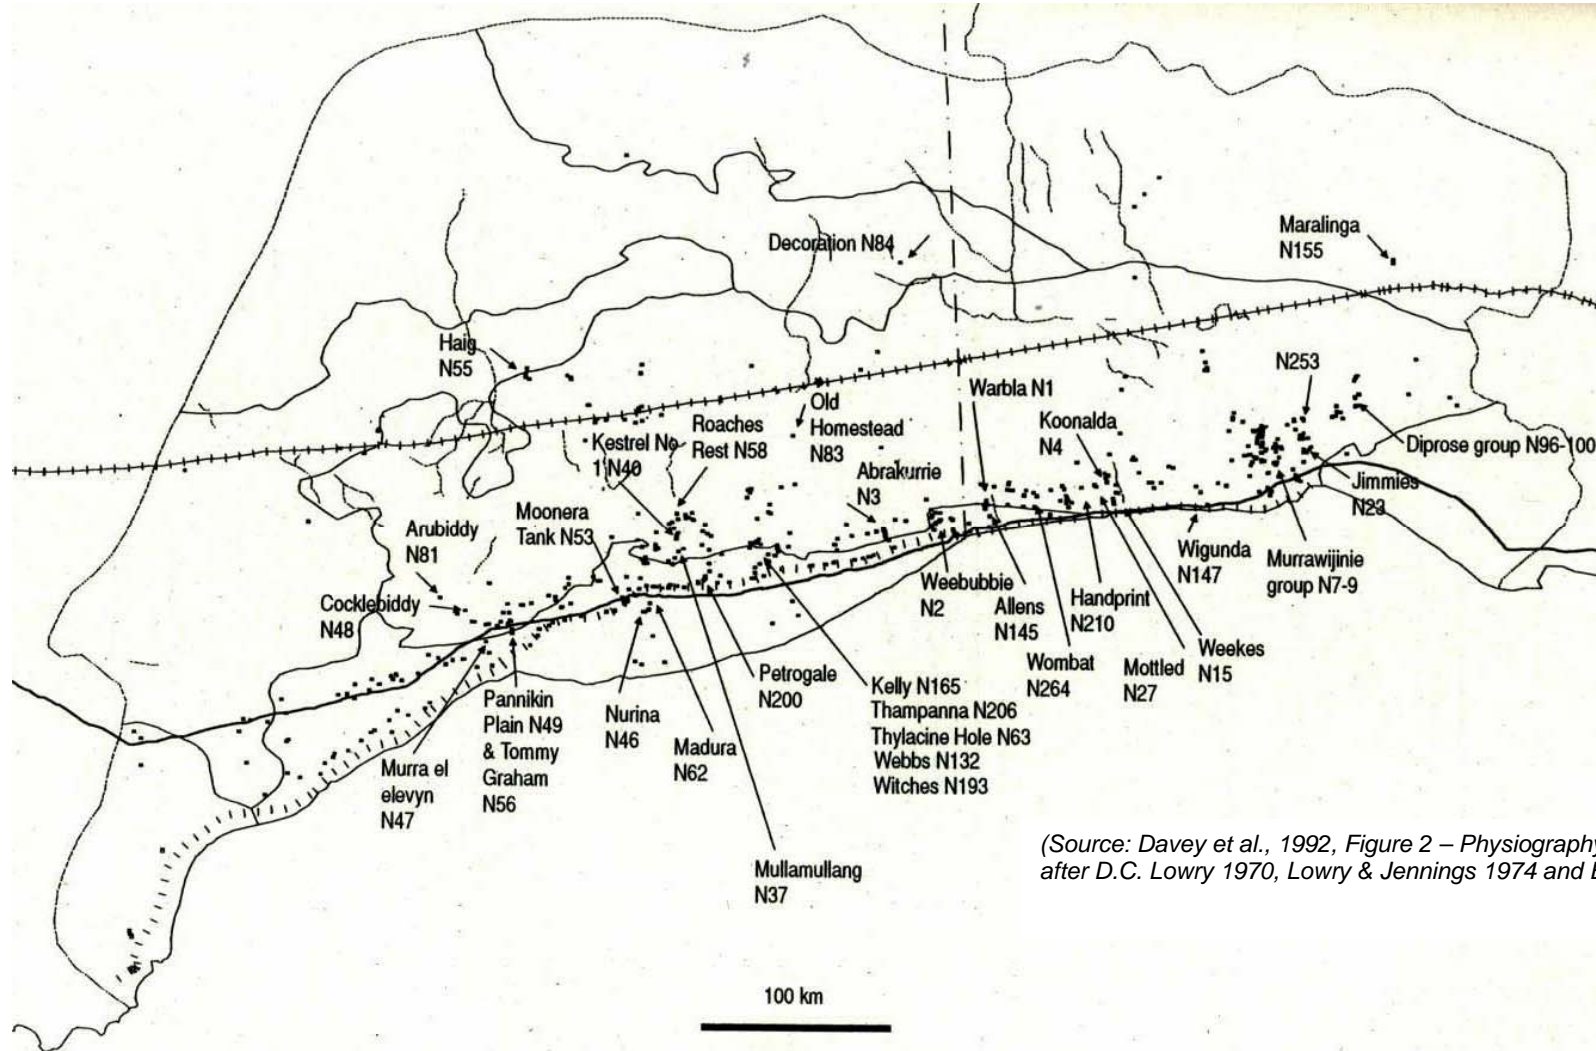 Maralinga
N155
Decoration N84
Haig
N55
N253
Warbla N1
Old
Homestead
N83
Roaches
Rest N58
Kestrel No
1 N40
Koonalda
N4
Diprose group N96-100
Abrakurrie
N3
Jimmies
N23
Moonera
Tank N53
Arubiddy
N81
Wigunda
N147
Murrawijinie
group N7-9
Weebubbie
N2
Allens
N145
Handprint
N210
Cocklebiddy
N48
Weekes
N15
Wombat
N264
Mottled
N27
Petrogale
N200
Kelly N165
Thampanna N206
Thylacine Hole N63
Webbs N132
Witches N193
Pannikin
Plain N49
& Tommy
Graham
N56
Nurina
N46
Madura
N62
Murra el
elevyn
N47
Mullamullang
N37
(Source: Davey et al., 1992, Figure 2 – Physiography
after D.C. Lowry 1970, Lowry & Jennings 1974 and
100 km